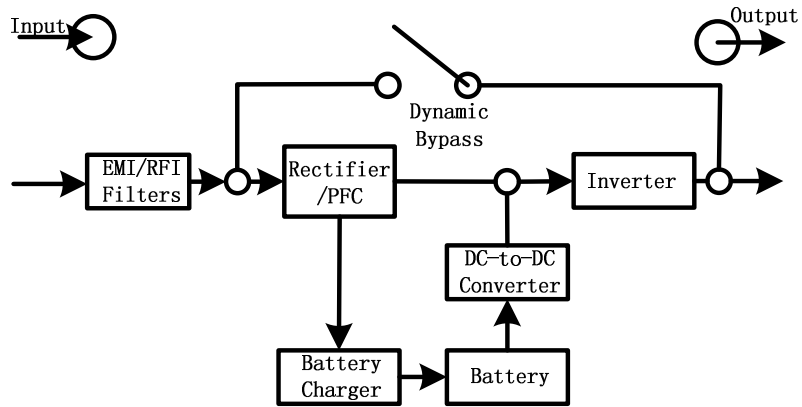 Input
Output
Dynamic
Bypass
EMI/RFI
Filters
Rectifier
/PFC
Inverter
DC-to-DC
Converter
Battery
Charger
Battery